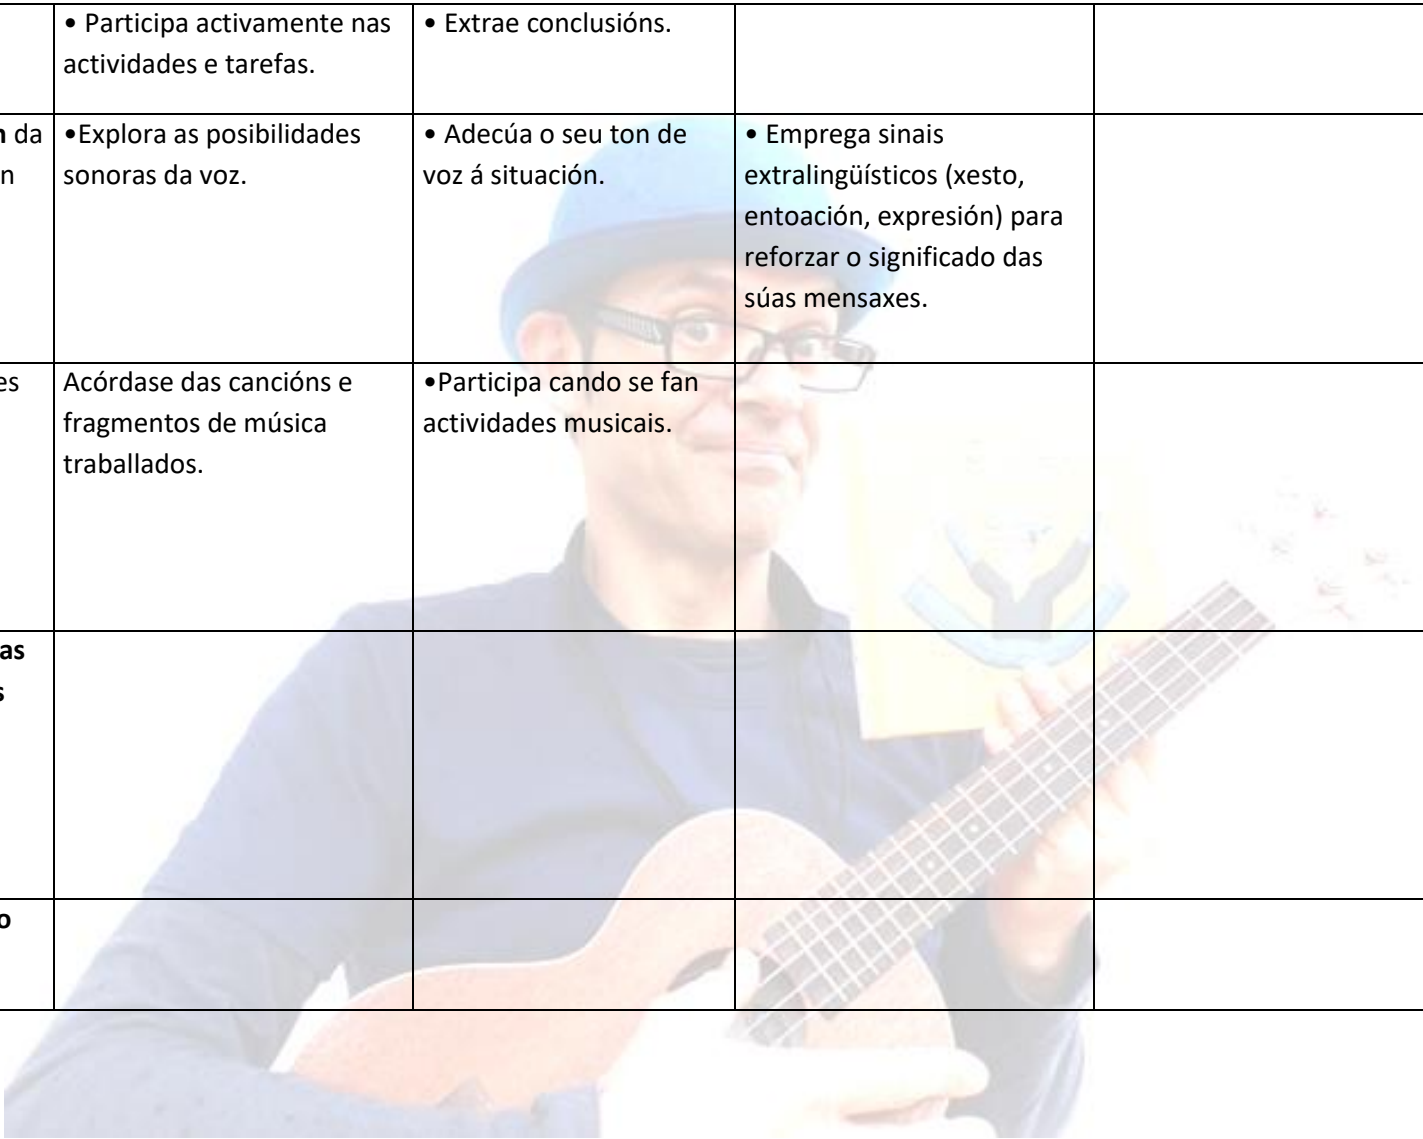 • Participa activamente nas
actividades e tarefas.
• Extrae conclusións.
da
•Explora as posibilidades
sonoras da voz.
• Adecúa o seu ton de
voz á situación.
• Emprega sinais
extralingüísticos (xesto,
entoación, expresión) para
reforzar o significado das
súas mensaxes.
Acórdase das cancións e
fragmentos de música
traballados.
•Participa cando se fan
actividades musicais.